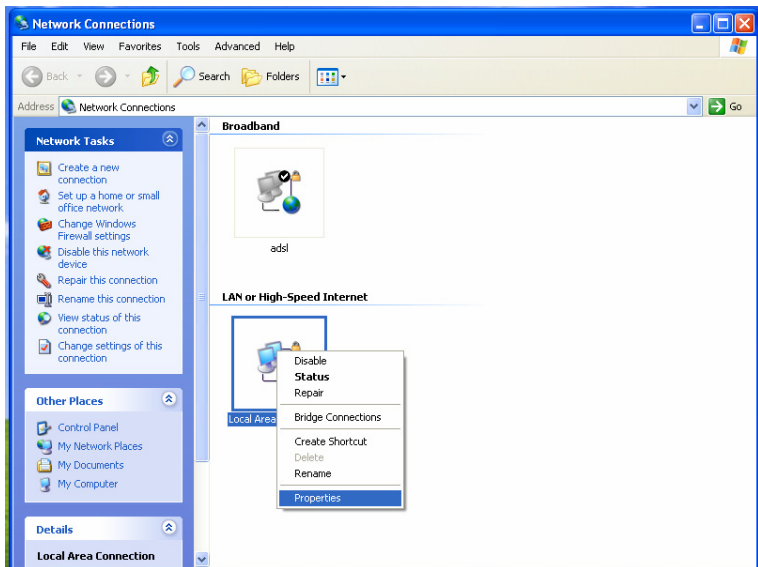 Network Connections
File Edit View Favorites Tools Advanced Help
Back Search Folders
Address Network Connections Go
Network Tasks
Create a new
connection
Set up a home or small
office network
Change Windows
Firewall settings
Disable this network
device
Repair this connection
Rename this connection
View status of this
connection
Change settings of this
connection
Other Places
Control Panel
My Network Places
My Documents
My Computer
Details
Local Area Connection
Broadband
adsl
LAN or High-Speed Internet
Local Area
Disable
Status
Repair
Bridge Connections
Create Shortcut
Delete
Rename
Properties